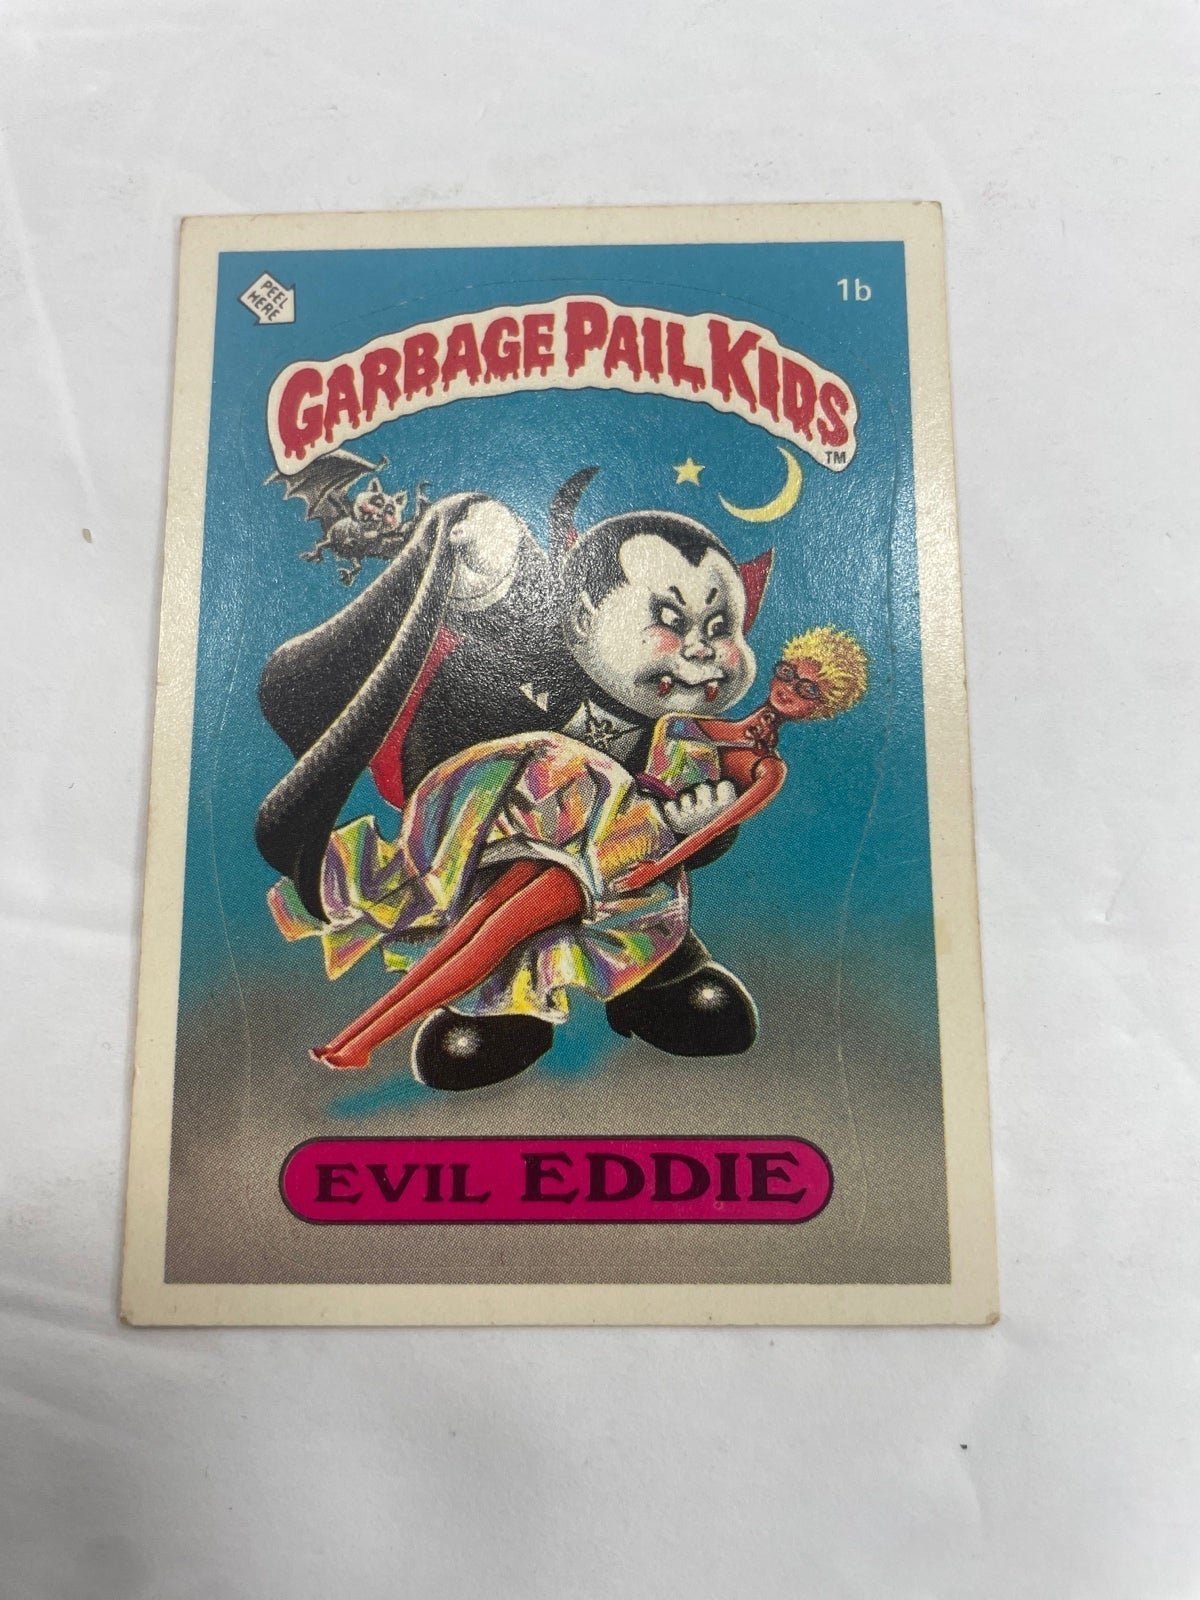 PEEL
HERE
1b
GARBAGE PAIL KIDS
TM
EVIL EDDIE